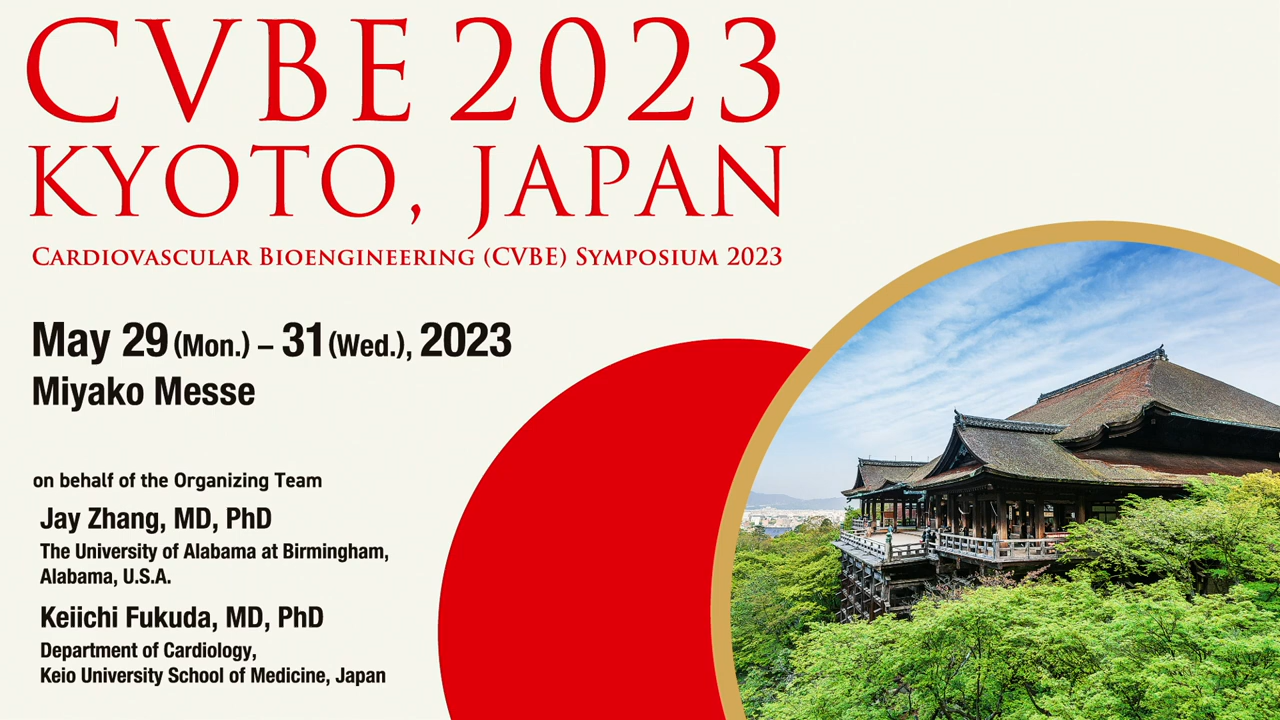 CVBE 2023
KYOTO, JAPAN
Cardiovascular Bioengineering (CVBE) Symposium 2023
May 29 (Mon.) – 31 (Wed.), 2023
Miyako Messe
on behalf of the Organizing Team
Jay Zhang, MD, PhD
The University of Alabama at Birmingham,
Alabama, U.S.A.
Keiichi Fukuda, MD, PhD
Department of Cardiology,
Keio University School of Medicine, Japan